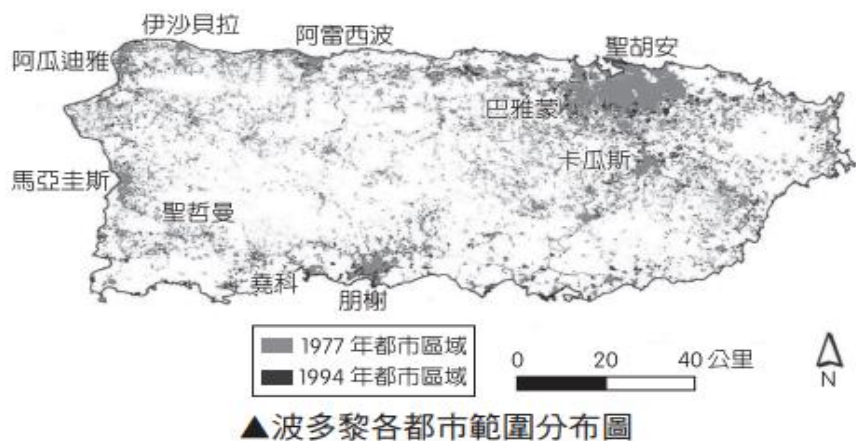 伊沙貝拉
阿瓜迪雅
阿雷西波
聖胡安
巴雅蒙
卡瓜斯
馬亞圭斯
聖哲曼
堯科
朋榭
1977 年都市區域
1994 年都市區域
0 20 40 公里
N
▲波多黎各都市範圍分布圖